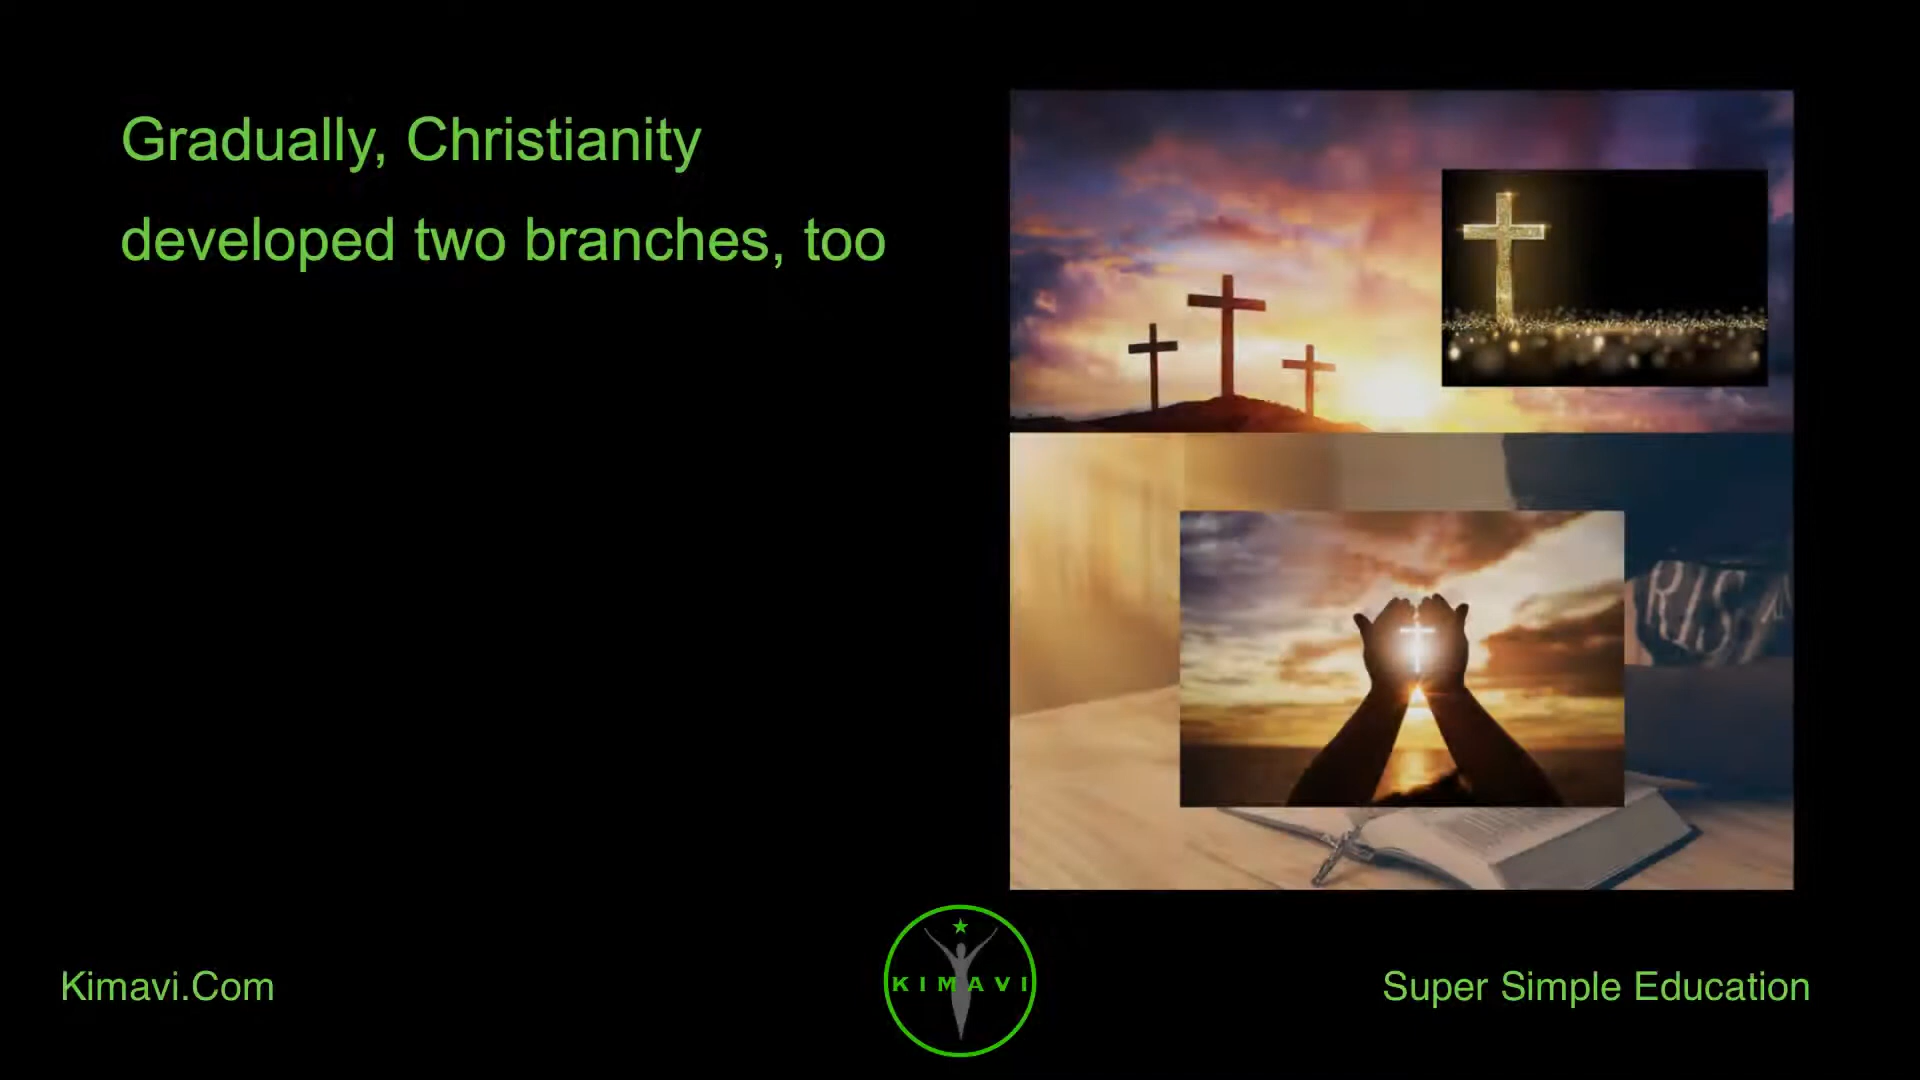 Gradually, Christianity
developed two branches, too
KIMAVI
Kimavi.Com
Super Simple Education